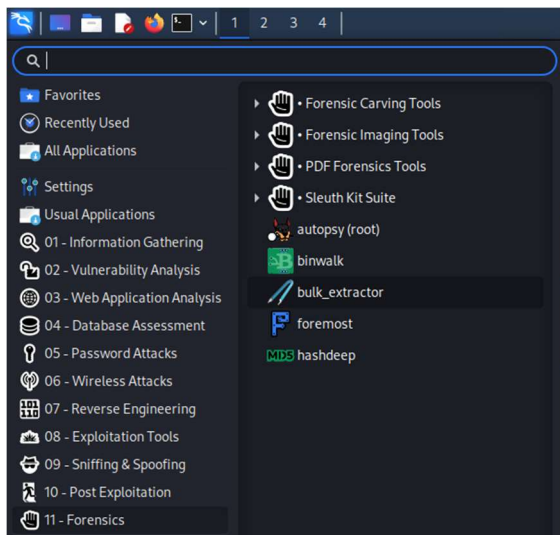 1 2 3 4
Favorites
Recently Used
All Applications
Settings
Usual Applications
01 - Information Gathering
02 - Vulnerability Analysis
03 - Web Application Analysis
04 - Database Assessment
05 - Password Attacks
06 - Wireless Attacks
07 - Reverse Engineering
08 - Exploitation Tools
09 - Sniffing & Spoofing
10 - Post Exploitation
11 - Forensics
• Forensic Carving Tools
• Forensic Imaging Tools
• PDF Forensics Tools
• Sleuth Kit Suite
autopsy (root)
binwalk
bulk_extractor
foremost
hashdeep